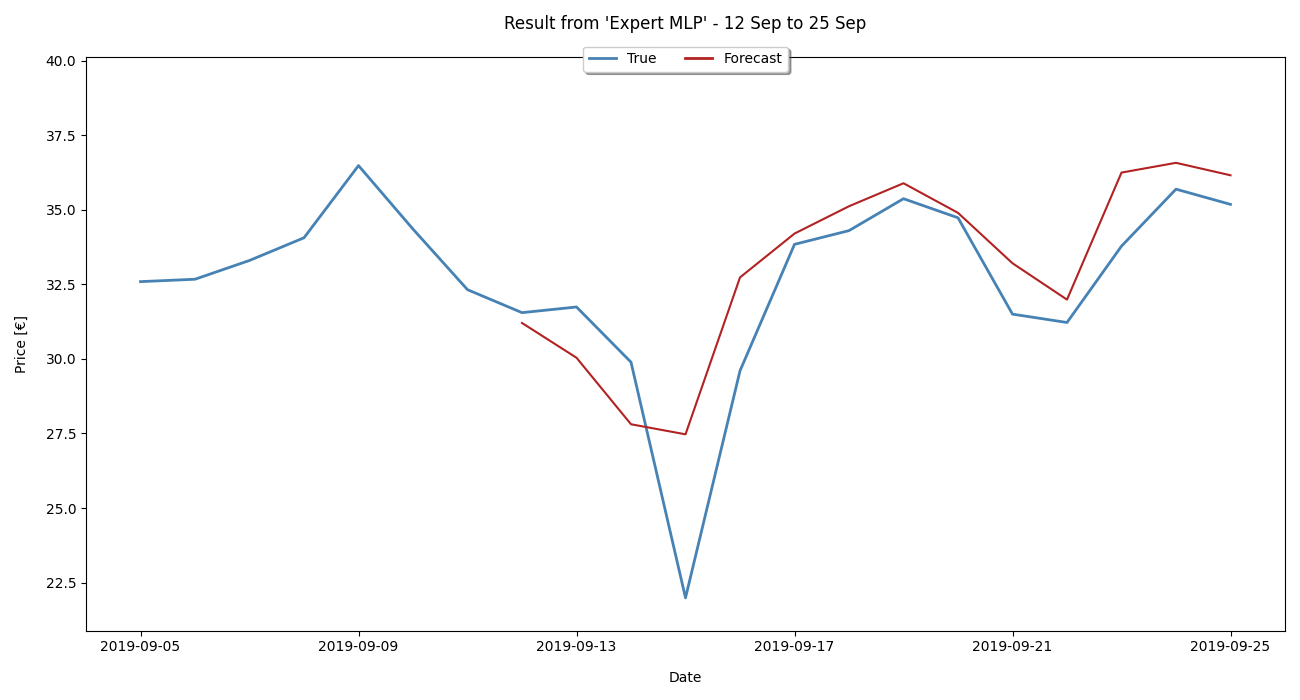 Result from 'Expert MLP' - 12 Sep to 25 Sep
True Forecast
40.0
37.5
35.0
32.5
30.0
27.5
25.0
22.5
Price [€]
2019-09-05 2019-09-09 2019-09-13 2019-09-17 2019-09-21 2019-09-25
Date